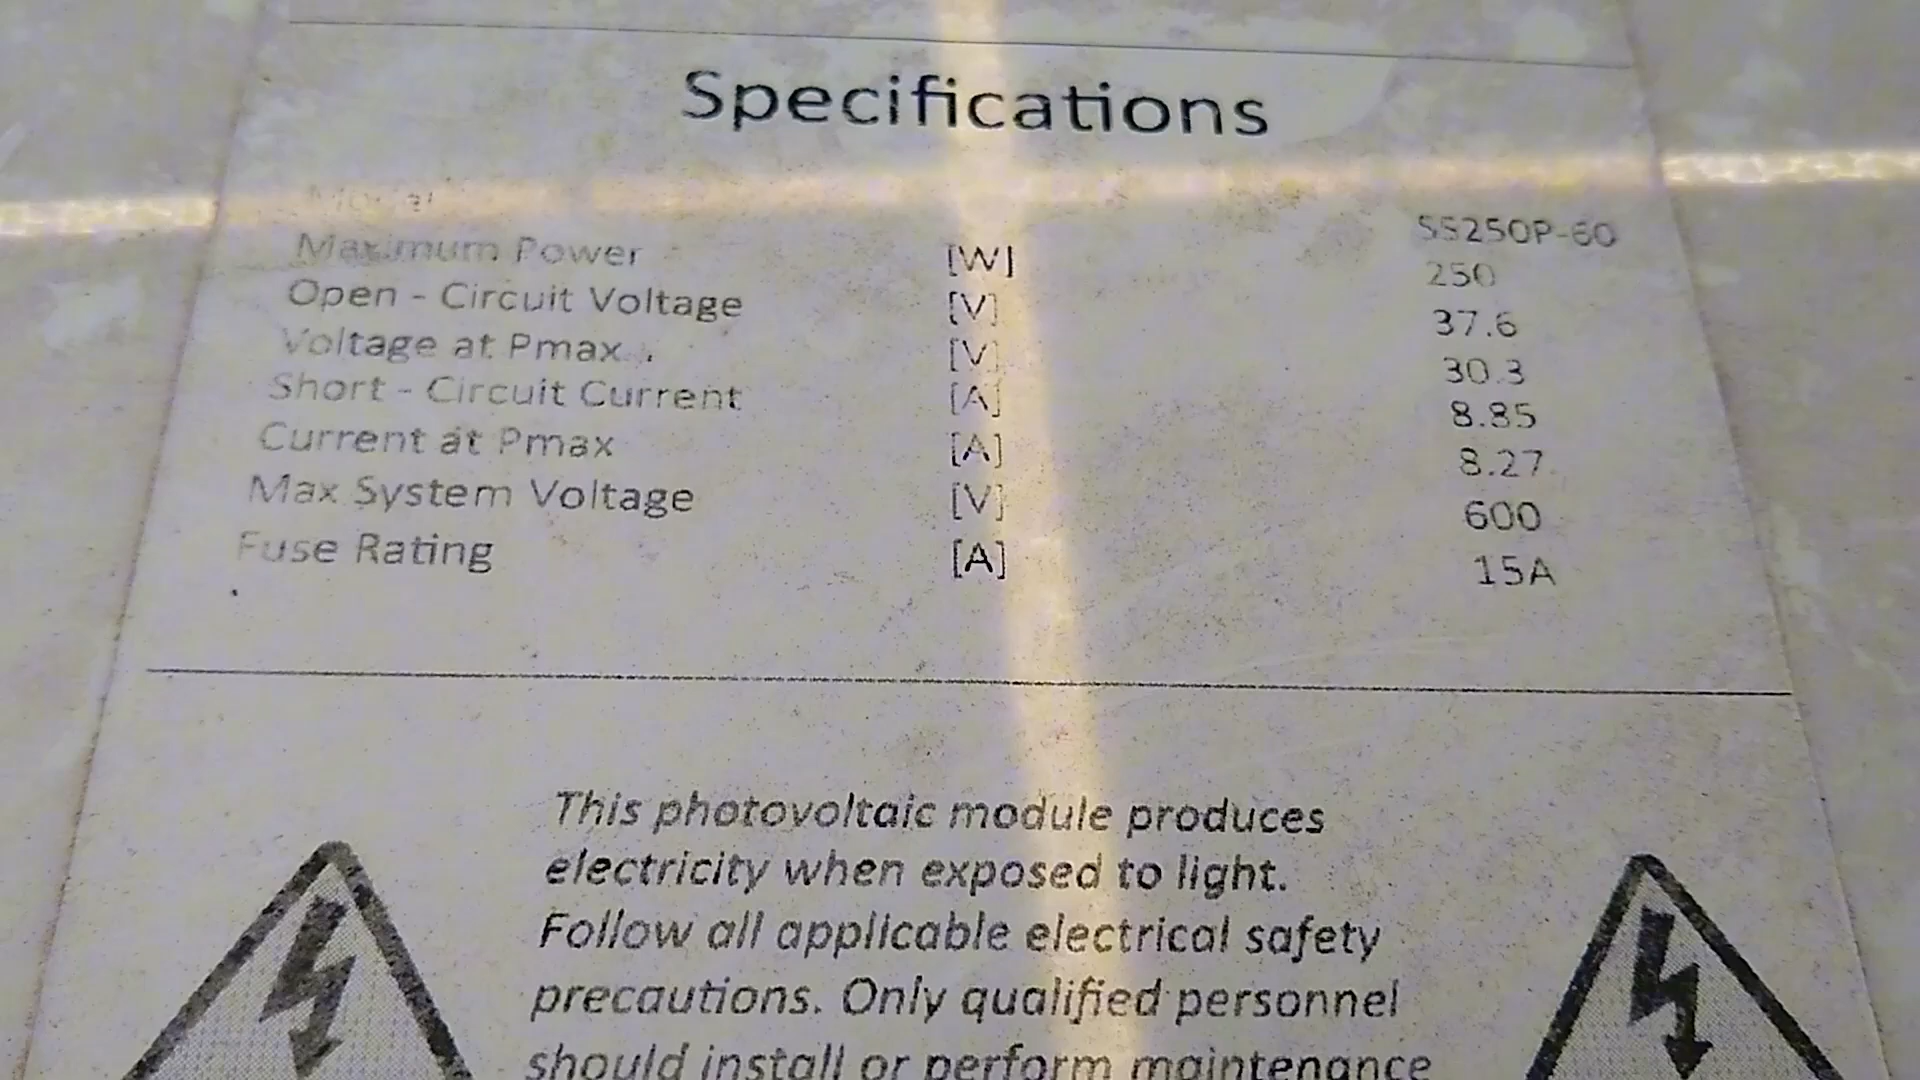 Specifications
Model SS250P-60
Maximum Power [W] 250
Open - Circuit Voltage [V] 37.6
Voltage at Pmax [V] 30.3
Short - Circuit Current [A] 8.85
Current at Pmax [A] 8.27
Max System Voltage [V] 600
Fuse Rating [A] 15A
This photovoltaic module produces
electricity when exposed to light.
Follow all applicable electrical safety
precautions. Only qualified personnel
should install or perform maintenance